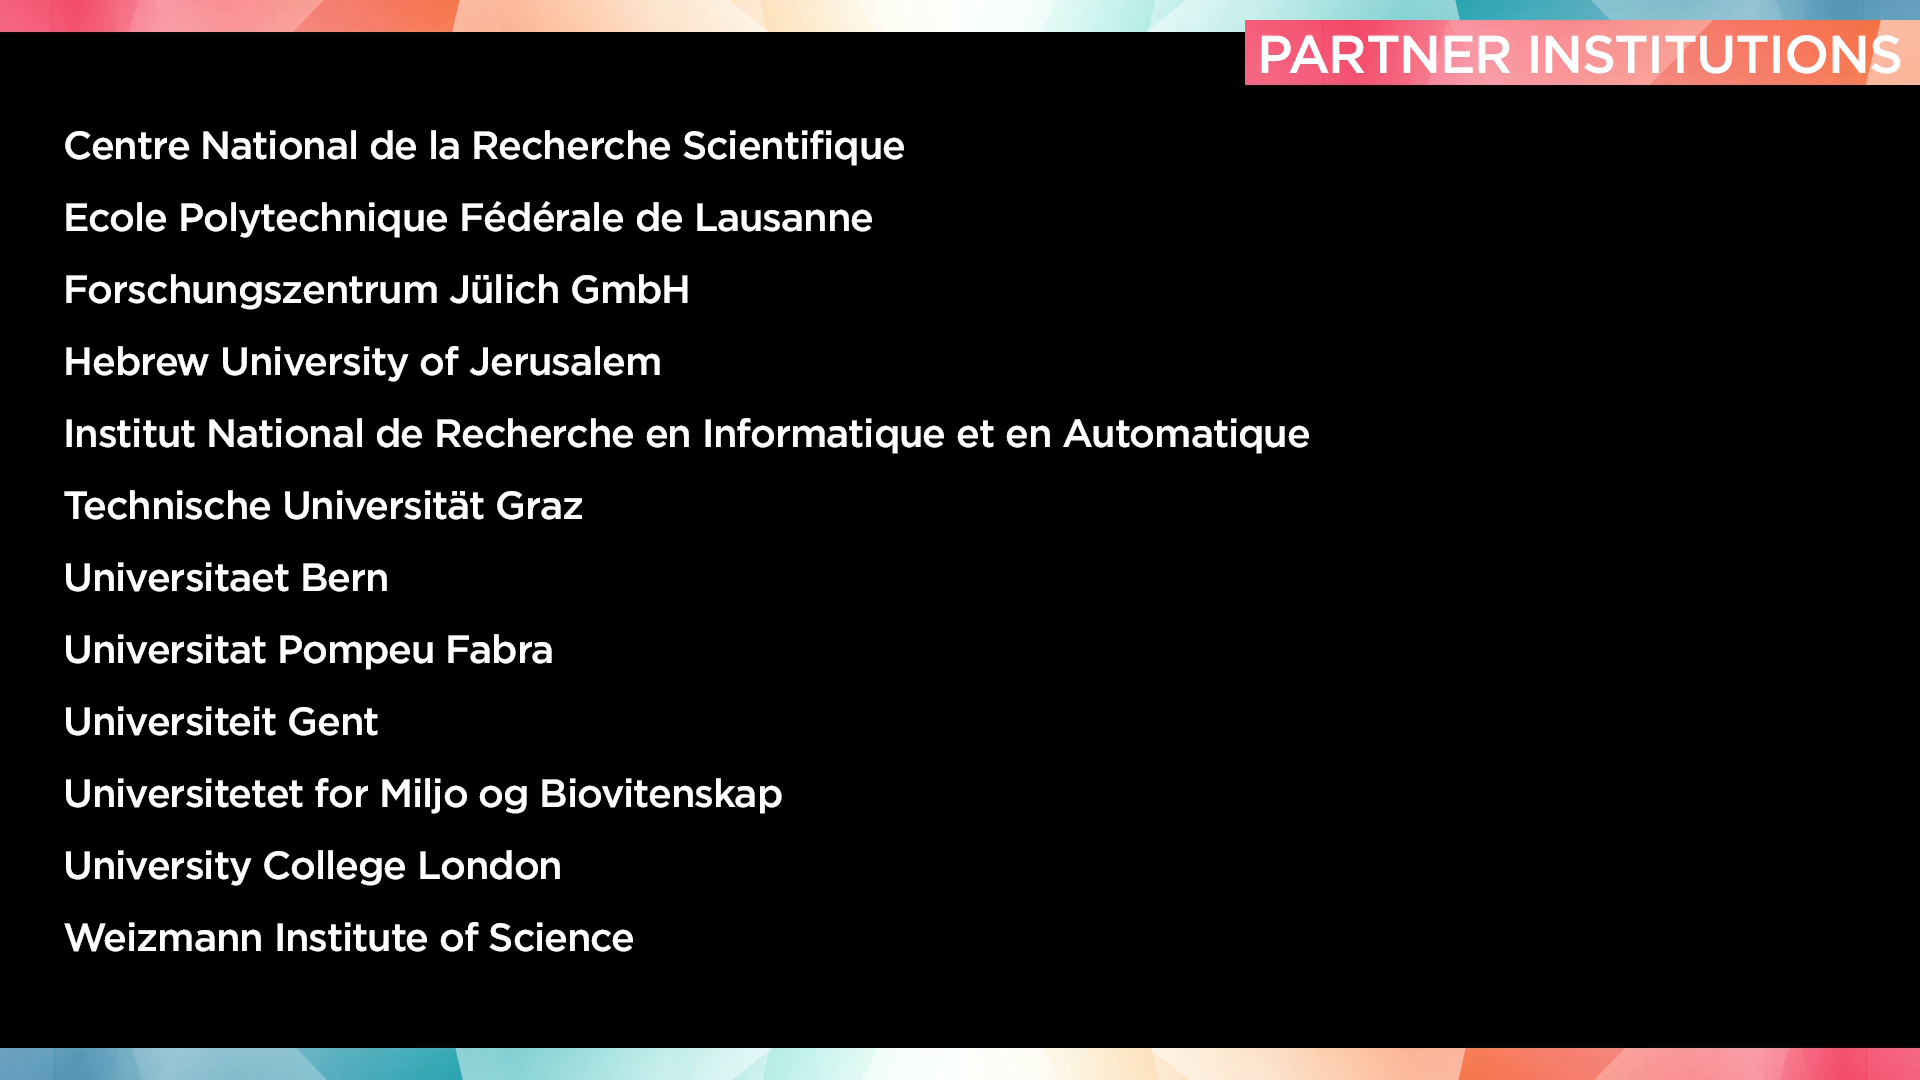 PARTNER INSTITUTIONS
Centre National de la Recherche Scientifique
Ecole Polytechnique Fédérale de Lausanne
Forschungszentrum Jülich GmbH
Hebrew University of Jerusalem
Institut National de Recherche en Informatique et en Automatique
Technische Universität Graz
Universitaet Bern
Universitat Pompeu Fabra
Universiteit Gent
Universitetet for Miljo og Biovitenskap
University College London
Weizmann Institute of Science